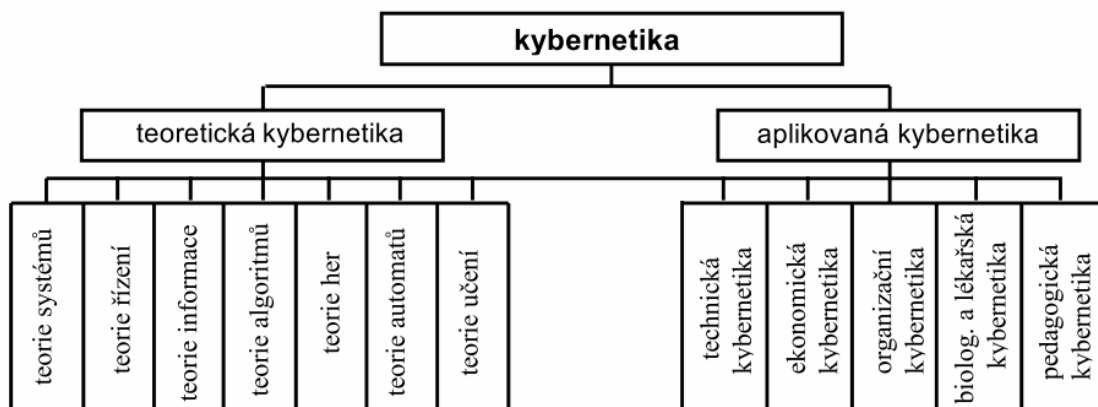 kybernetika
teoretická kybernetika
aplikovaná kybernetika
teorie systémů
teorie řízení
teorie informace
teorie algoritmů
teorie her
teorie automatů
teorie učení
technická
kybernetika
ekonomická
kybernetika
organizační
kybernetika
biolog. a lékařská
kybernetika
pedagogická
kybernetika